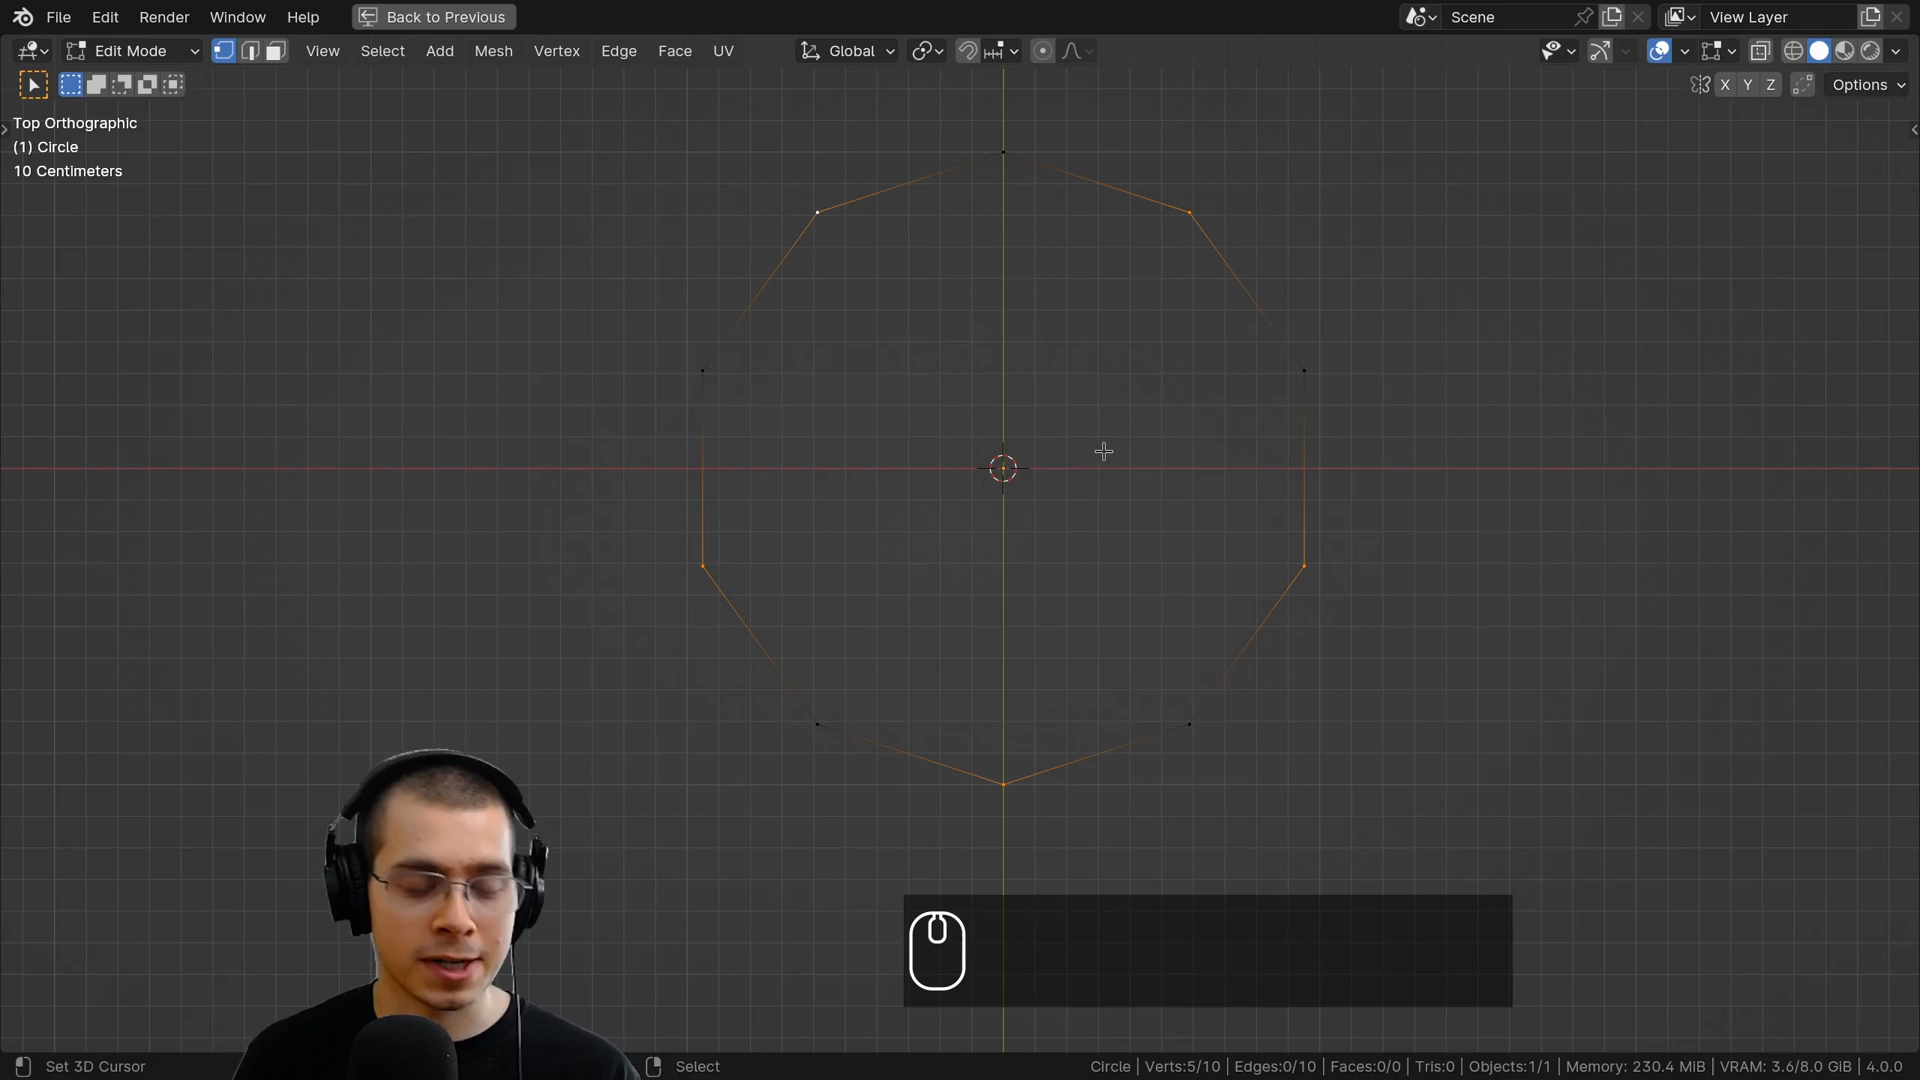 File Edit Render Window Help Back to Previous Scene View Layer
Edit Mode View Select Add Mesh Vertex Edge Face UV Global
X Y Z Options
Top Orthographic
(1) Circle
10 Centimeters
Set 3D Cursor Select Circle | Verts:5/10 | Edges:0/10 | Faces:0/0 | Tris:0 | Objects:1/1 | Memory: 230.4 MiB | VRAM: 3.6/8.0 GiB | 4.0.0